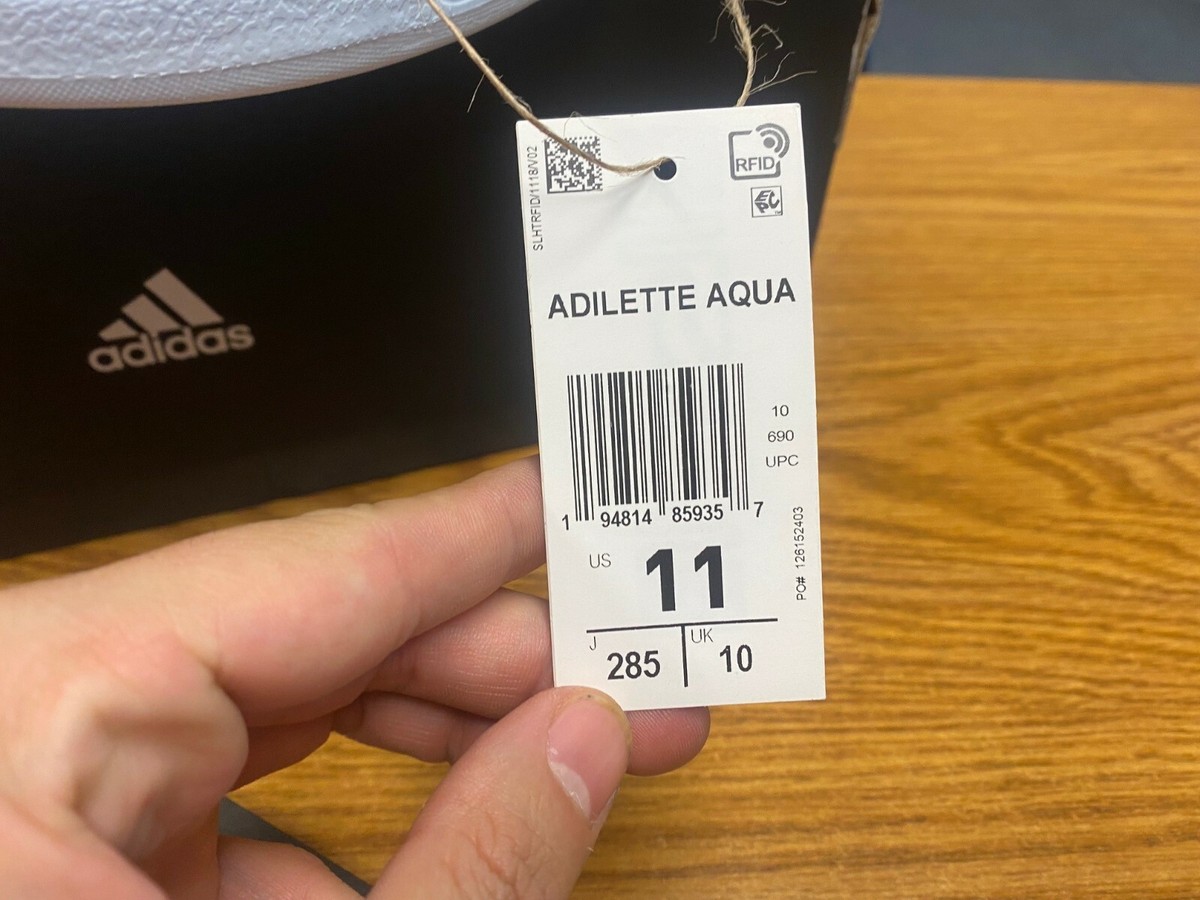 adidas
SLHTRFID/1118/V02
RFID
EPC
ADILETTE AQUA
10
690
UPC
1 94814 85935 7
PO# 126152403
US 11
J 285
UK 10